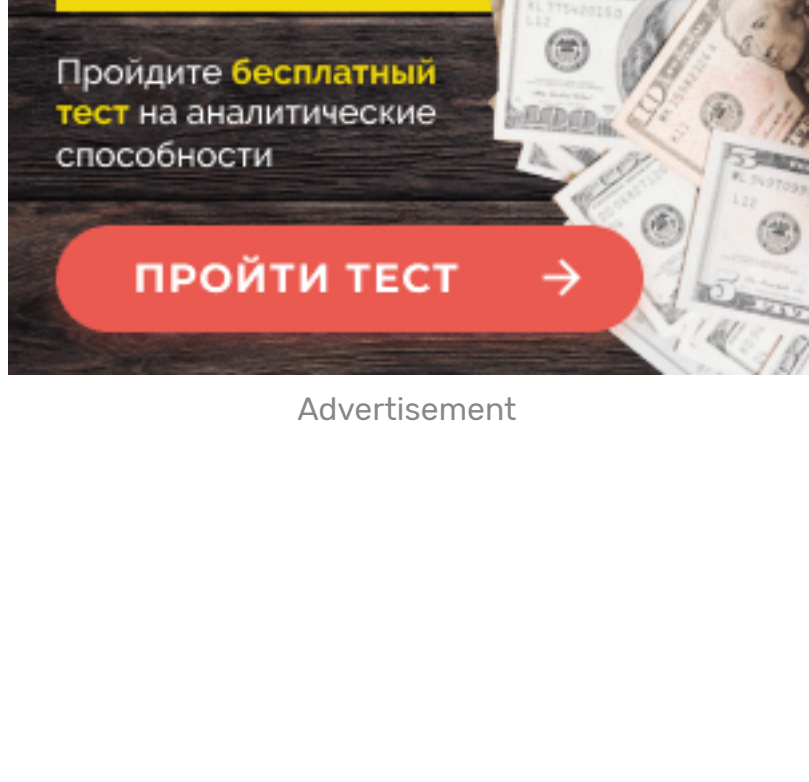 Пройдите бесплатный
тест на аналитические
способности
ПРОЙТИ ТЕСТ
Advertisement